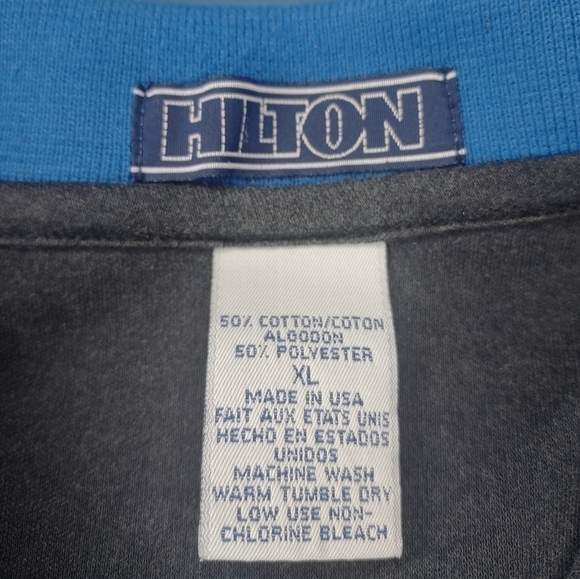 HILTON
50% COTTON/COTON
ALGODON
50% POLYESTER
XL
MADE IN USA
FAIT AUX ETATS UNIS
HECHO EN ESTADOS
UNIDOS
MACHINE WASH
WARM TUMBLE DRY
LOW USE NON-
CHLORINE BLEACH